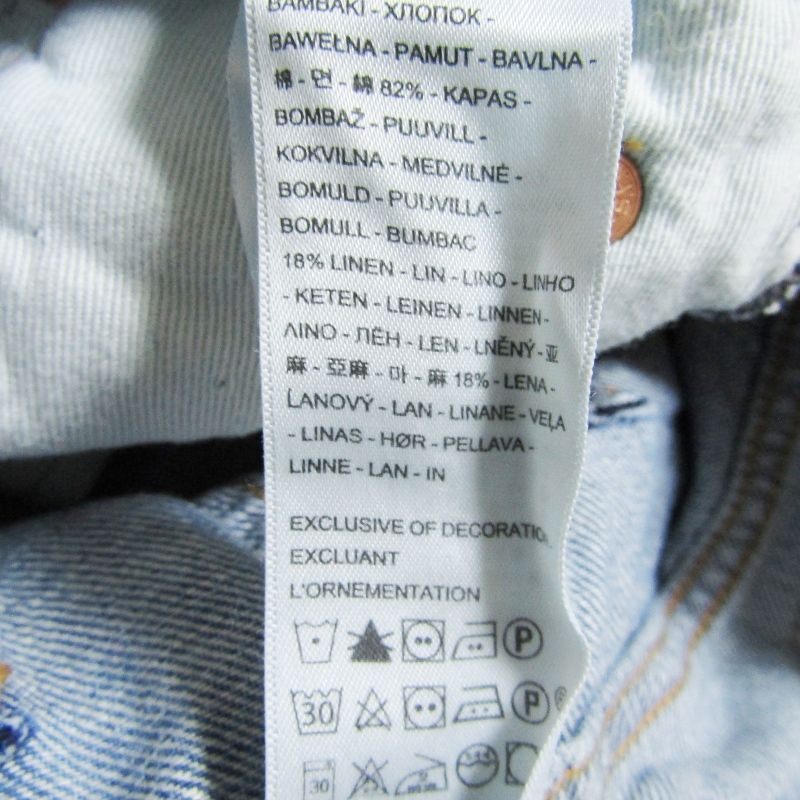 BAMBAKI - ХЛОПОК -
BAWEŁNA - PAMUT - BAVLNA -
棉 - 면 - 綿 82% - KAPAS -
BOMBAŽ - PUUVILL -
KOKVILNA - MEDVILNĖ -
BOMULD - PUUVILLA -
BOMULL - BUMBAC
18% LINEN - LIN - LINO - LINHO
- KETEN - LEINEN - LINNEN -
ΛΙΝΟ - ЛЁН - LEN - LNĚNÝ - 亚
麻 - 亞麻 - 마 - 麻 18% - LENA -
ĽANOVÝ - LAN - LINANE - VEĻA
- LINAS - HØR - PELLAVA -
LINNE - LAN - IN
EXCLUSIVE OF DECORATION
EXCLUANT
L'ORNEMENTATION
P
30 P ®
30